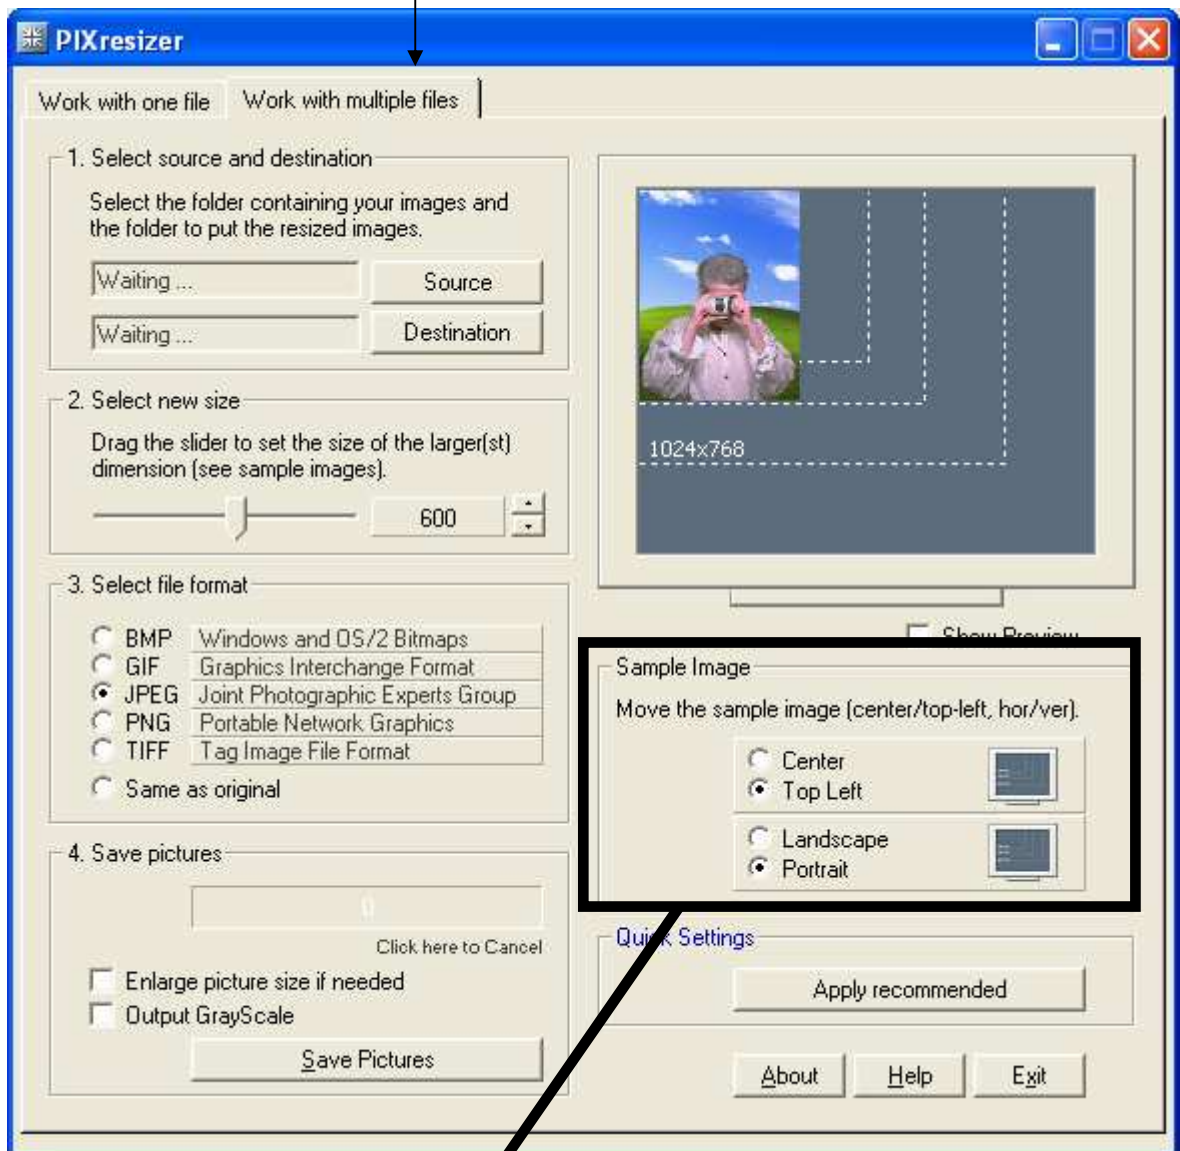 PIXresizer
Work with one file
Work with multiple files
1. Select source and destination
Select the folder containing your images and
the folder to put the resized images.
Waiting ...
Source
Waiting ...
Destination
2. Select new size
Drag the slider to set the size of the larger(st)
dimension (see sample images).
600
3. Select file format
BMP Windows and OS/2 Bitmaps
GIF Graphics Interchange Format
JPEG Joint Photographic Experts Group
PNG Portable Network Graphics
TIFF Tag Image File Format
Same as original
4. Save pictures
0
Click here to Cancel
Enlarge picture size if needed
Output GrayScale
Save Pictures
1024x768
Show Preview
Sample Image
Move the sample image (center/top-left, hor/ver).
Center
Top Left
Landscape
Portrait
Quick Settings
Apply recommended
About
Help
Exit